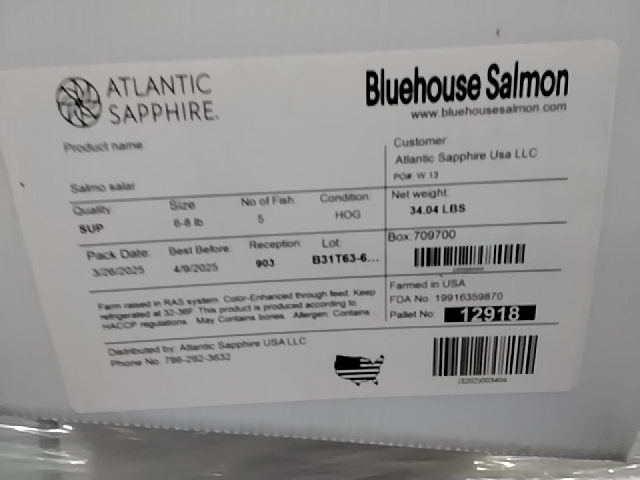 ATLANTIC
SAPPHIRE.
Bluehouse Salmon
www.bluehousesalmon.com
Product name
Salmo salar
Customer
Atlantic Sapphire Usa LLC
PO#: W 13
Quality
Size
No of Fish
Condition
SUP
6-8 lb
5
HOG
Net weight:
34.04 LBS
Pack Date:
Best Before:
Reception:
Lot:
3/26/2025
4/9/2025
903
B31T63-6...
Box: 709700
Farm raised in RAS system. Color-Enhanced through feed. Keep
refrigerated at 32-36F. This product is produced according to
HACCP regulations. May Contains bones. Allergen: Contains...
Farmed in USA
FDA No. 19916359870
Pallet No. 12918
Distributed by: Atlantic Sapphire USA LLC
Phone No. 786-292-3632
(3202)003404